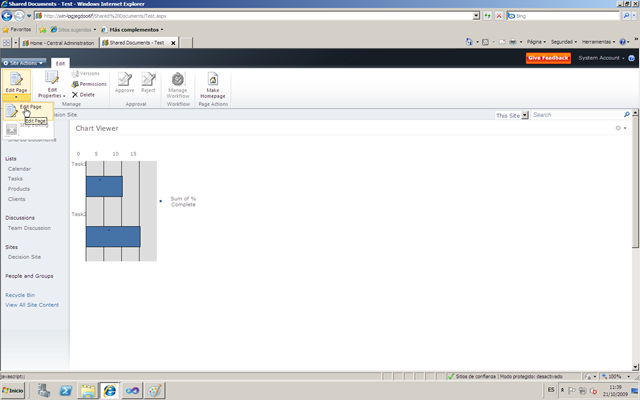 Shared Documents - Test - Windows Internet Explorer
http://win-ipgjegdtoolf/Shared%20Documents/Test.aspx
Bing
Favoritos
Sitios sugeridos
Más complementos
Home - Central Administration
Shared Documents - Test
Página
Seguridad
Herramientas
Site Actions
Edit
Give Feedback
System Account
Edit Page
Edit Properties
Versions
Permissions
Delete
Approve
Reject
Manage Workflow
Make Homepage
Manage
Approval
Workflow
Page Actions
Edit Page
Edit Page
ision Site
This Site
Search
Shared Documents
Chart Viewer
Lists
Calendar
Tasks
Products
Clients
Discussions
Team Discussion
Sites
Decision Site
People and Groups
Recycle Bin
View All Site Content
0 5 10 15
Task1
Task2
Sum of %
Complete
javascript:;
Sitios de confianza | Modo protegido: desactivado
100%
Inicio
ES
11:39
21/10/2009